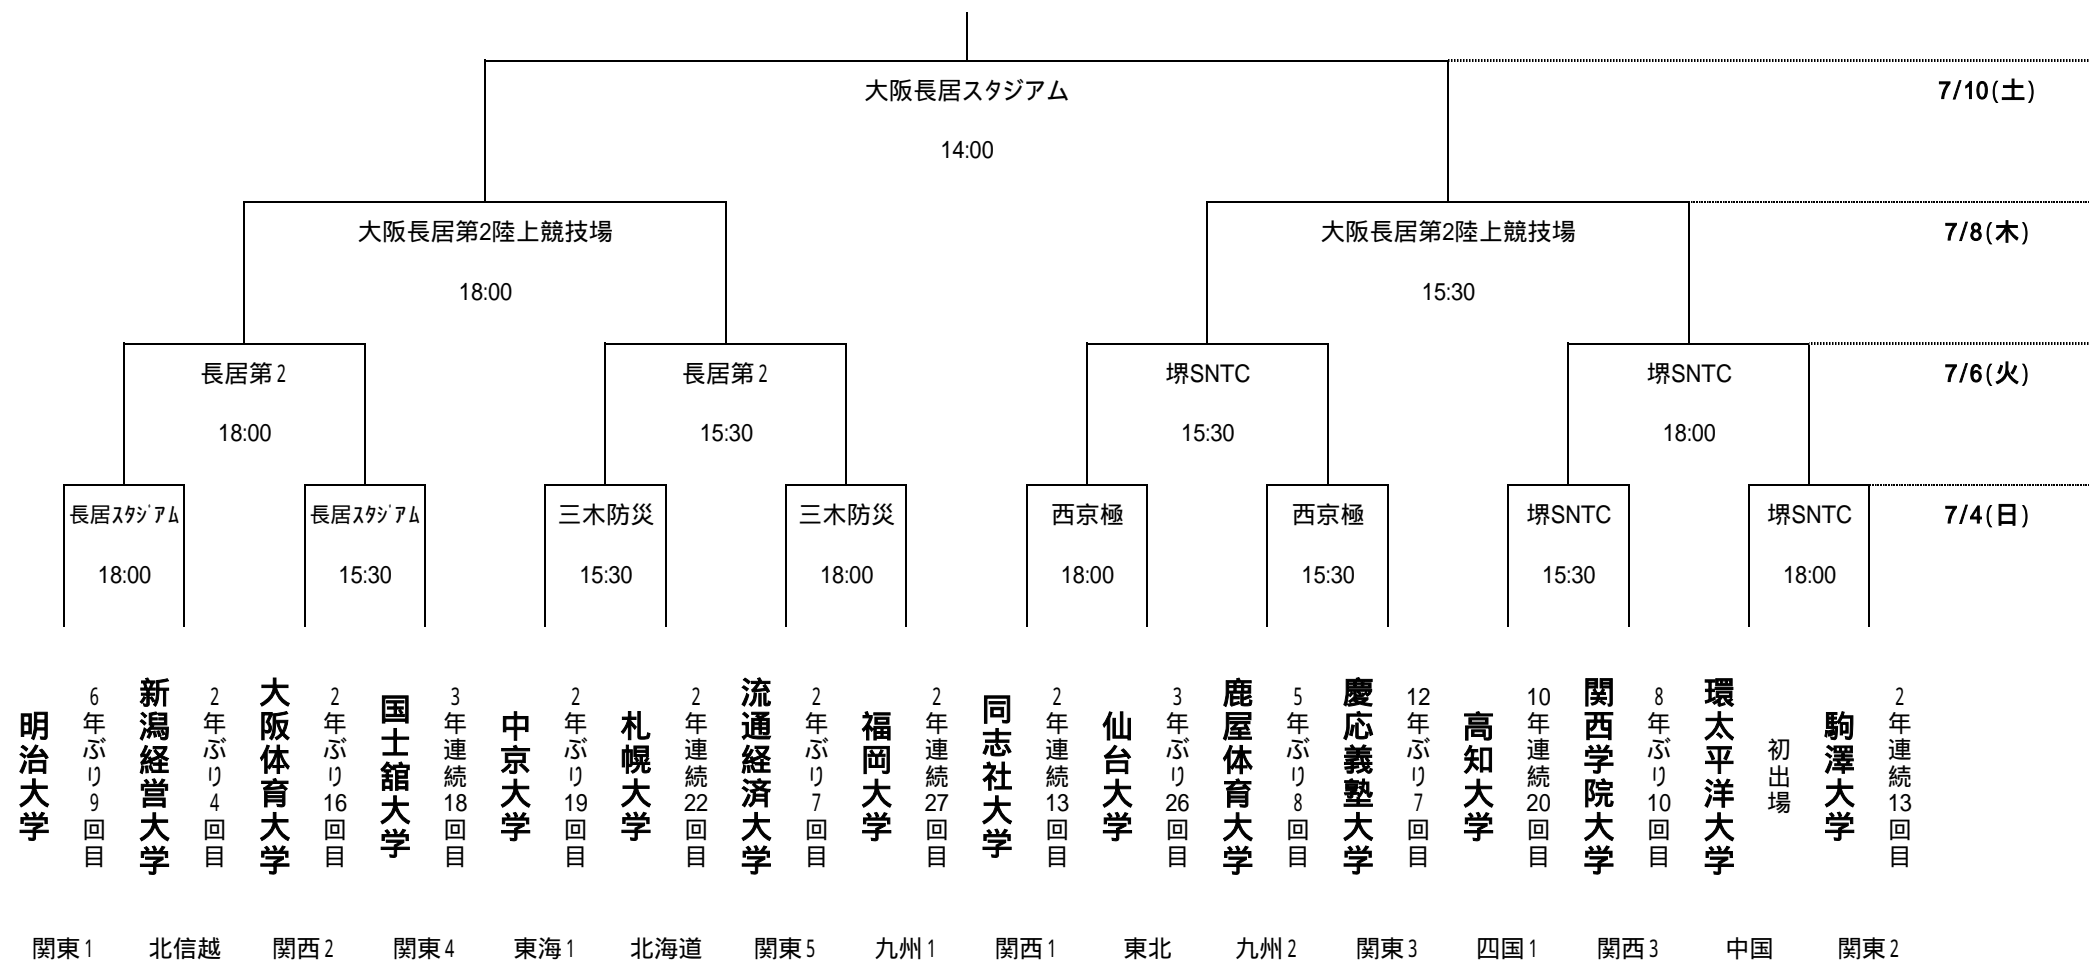 大阪長居スタジアム
7/10(土)
14:00
大阪長居第2陸上競技場
大阪長居第2陸上競技場
7/8(木)
18:00
15:30
長居第2
長居第2
堺SNTC
堺SNTC
7/6(火)
18:00
15:30
15:30
18:00
長居ｽﾀｼﾞｱﾑ
長居ｽﾀｼﾞｱﾑ
三木防災
三木防災
西京極
西京極
堺SNTC
堺SNTC
7/4(日)
18:00
15:30
15:30
18:00
18:00
15:30
15:30
18:00
明治大学
6年ぶり9回目
新潟経営大学
2年ぶり4回目
大阪体育大学
2年ぶり16回目
国士舘大学
3年連続18回目
中京大学
2年ぶり19回目
札幌大学
2年連続22回目
流通経済大学
2年ぶり7回目
福岡大学
2年連続27回目
同志社大学
2年連続13回目
仙台大学
3年ぶり26回目
鹿屋体育大学
5年ぶり8回目
慶応義塾大学
12年ぶり7回目
高知大学
10年連続20回目
関西学院大学
8年ぶり10回目
環太平洋大学
初出場
駒澤大学
2年連続13回目
関東1
北信越
関西2
関東4
東海1
北海道
関東5
九州1
関西1
東北
九州2
関東3
四国1
関西3
中国
関東2